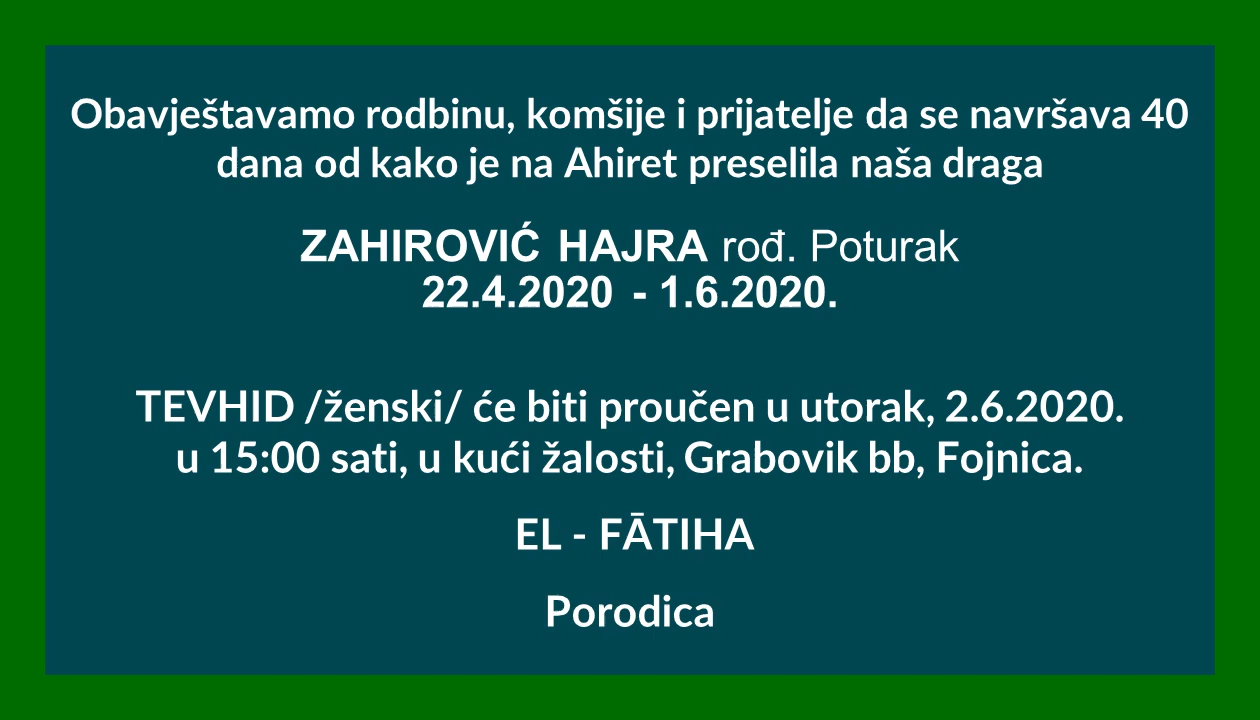 Obavještavamo rodbinu, komšije i prijatelje da se navršava 40
dana od kako je na Ahiret preselila naša draga
ZAHIROVIĆ HAJRA rođ. Poturak
22.4.2020 - 1.6.2020.
TEVHID /ženski/ će biti proučen u utorak, 2.6.2020.
u 15:00 sati, u kući žalosti, Grabovik bb, Fojnica.
EL - FĀTIHA
Porodica